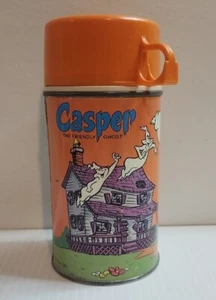 Casper
THE FRIENDLY GHOST